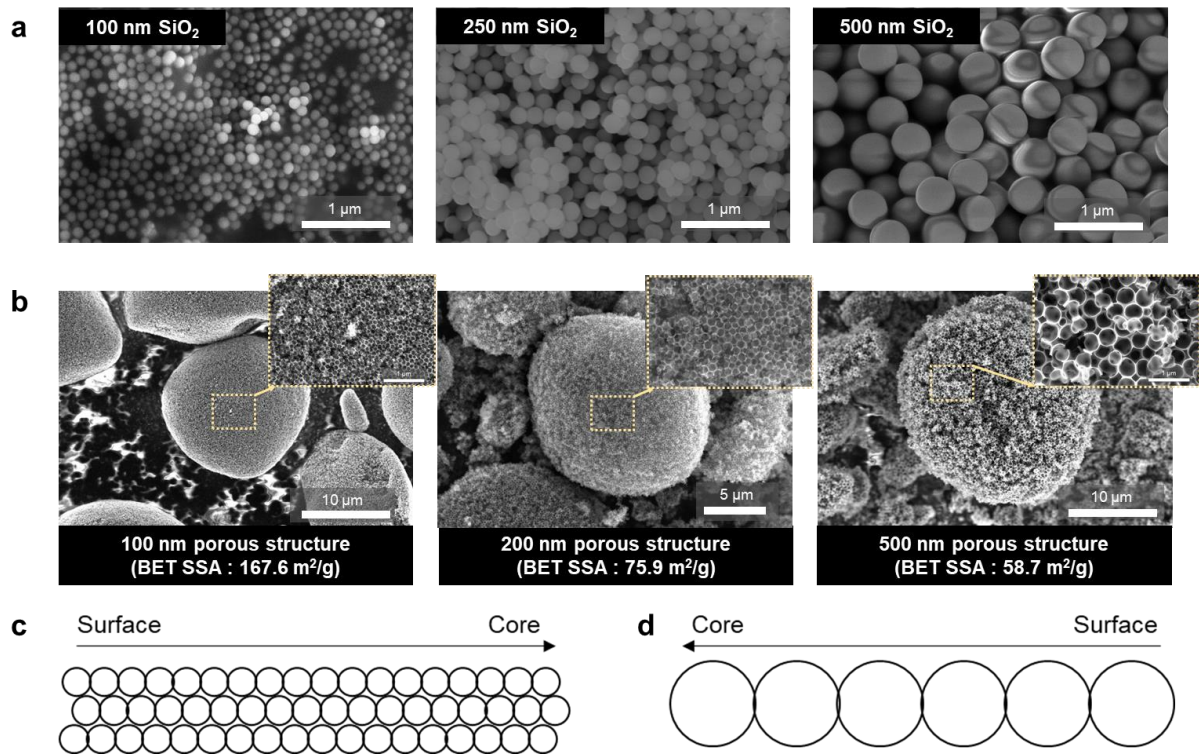 a
100 nm SiO₂
250 nm SiO₂
500 nm SiO₂
1 µm
1 µm
1 µm
b
1 µm
10 µm
5 µm
10 µm
100 nm porous structure
(BET SSA : 167.6 m²/g)
200 nm porous structure
(BET SSA : 75.9 m²/g)
500 nm porous structure
(BET SSA : 58.7 m²/g)
c
Surface
Core
d
Core
Surface